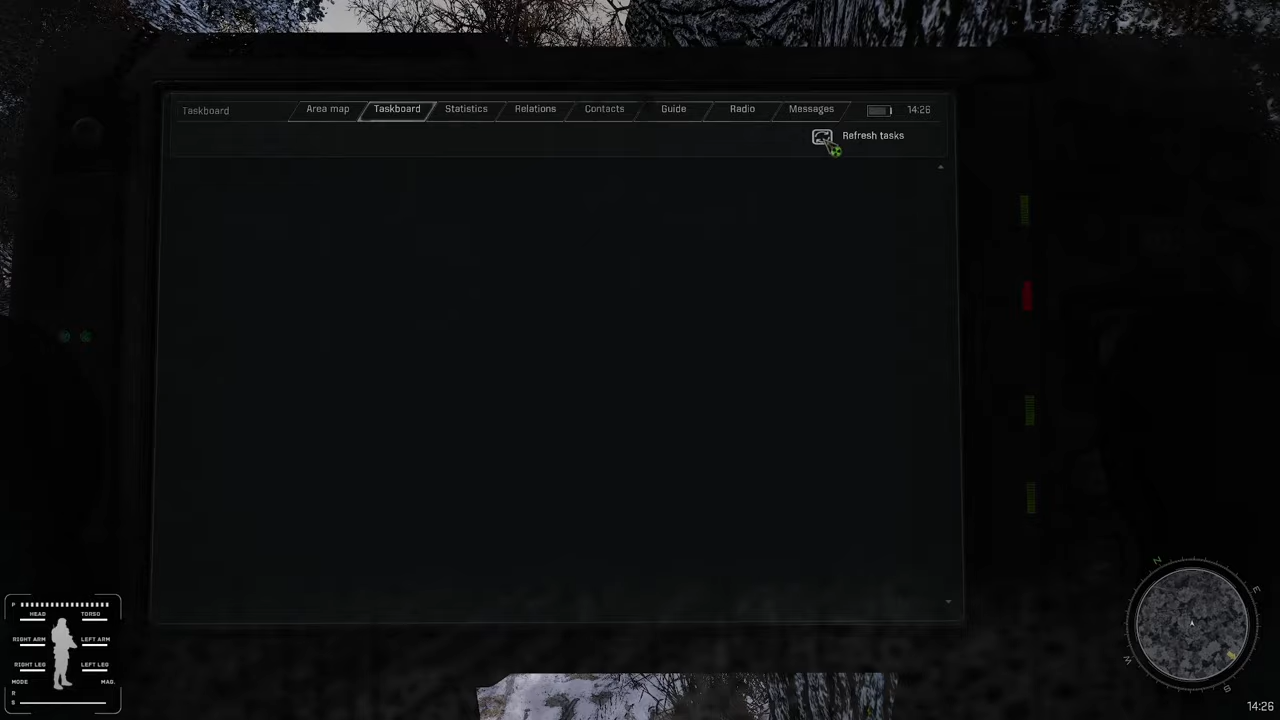 Taskboard
Area map
Taskboard
Statistics
Relations
Contacts
Guide
Radio
Messages
14:26
Refresh tasks
P
HEAD
TORSO
RIGHT ARM
LEFT ARM
RIGHT LEG
LEFT LEG
MODE
MAG.
R
S
N
E
W
S
14:26